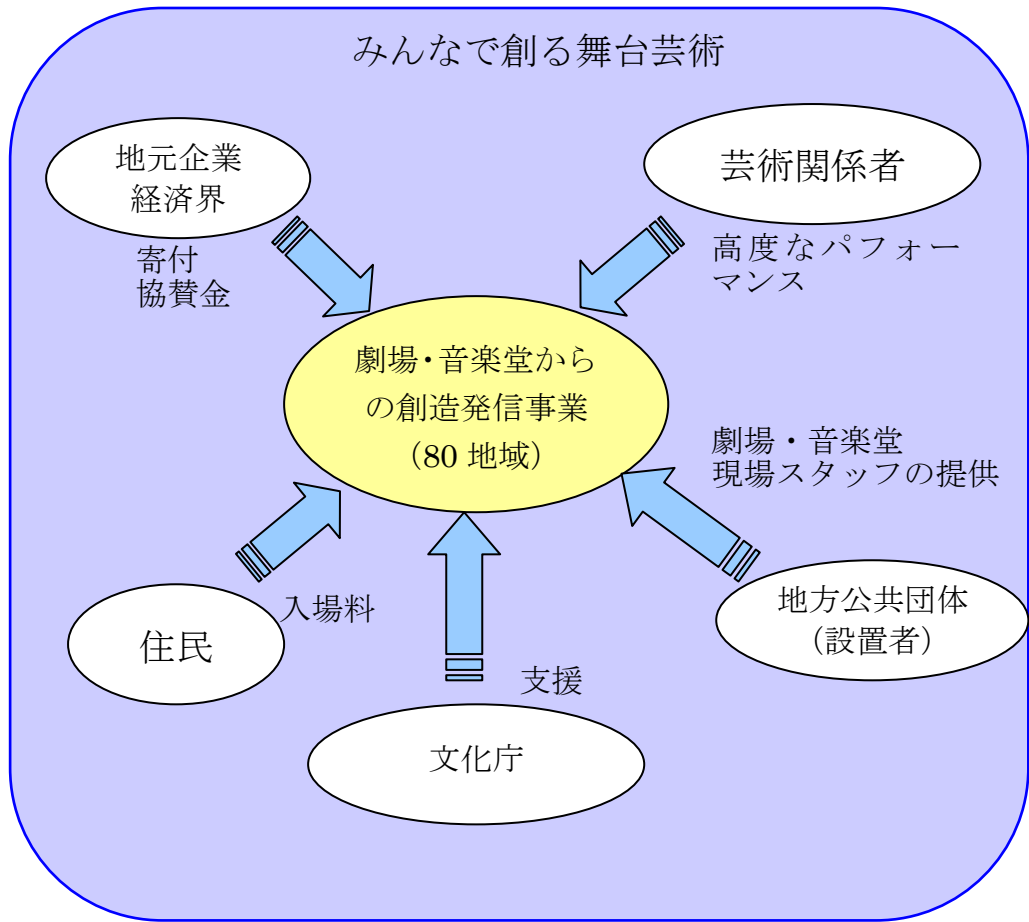 みんなで創る舞台芸術
地元企業
経済界
芸術関係者
寄付
協賛金
高度なパフォー
マンス
劇場・音楽堂から
の創造発信事業
（80 地域）
劇場・音楽堂
現場スタッフの提供
入場料
住民
地方公共団体
（設置者）
支援
文化庁